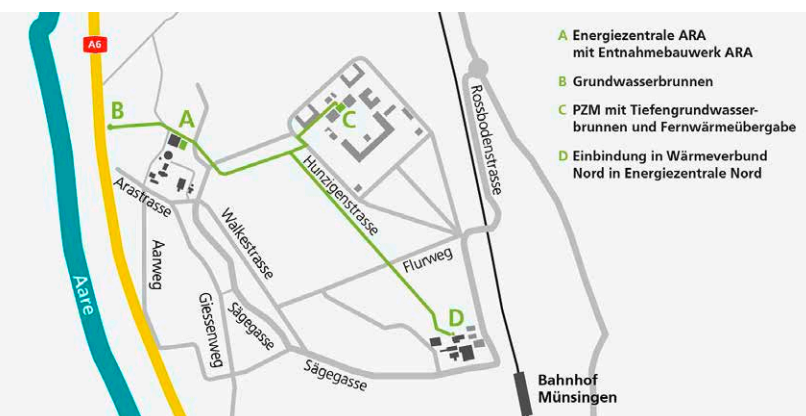 A6
B
A
C
D
Aare
Arastrasse
Aarweg
Giessenweg
Sägegasse
Walkestrasse
Sägegasse
Hunzigenstrasse
Flurweg
Rossbodenstrasse
Bahnhof
Münsingen
A Energiezentrale ARA
mit Entnahmebauwerk ARA
B Grundwasserbrunnen
C PZM mit Tiefengrundwasser-
brunnen und Fernwärmeübergabe
D Einbindung in Wärmeverbund
Nord in Energiezentrale Nord